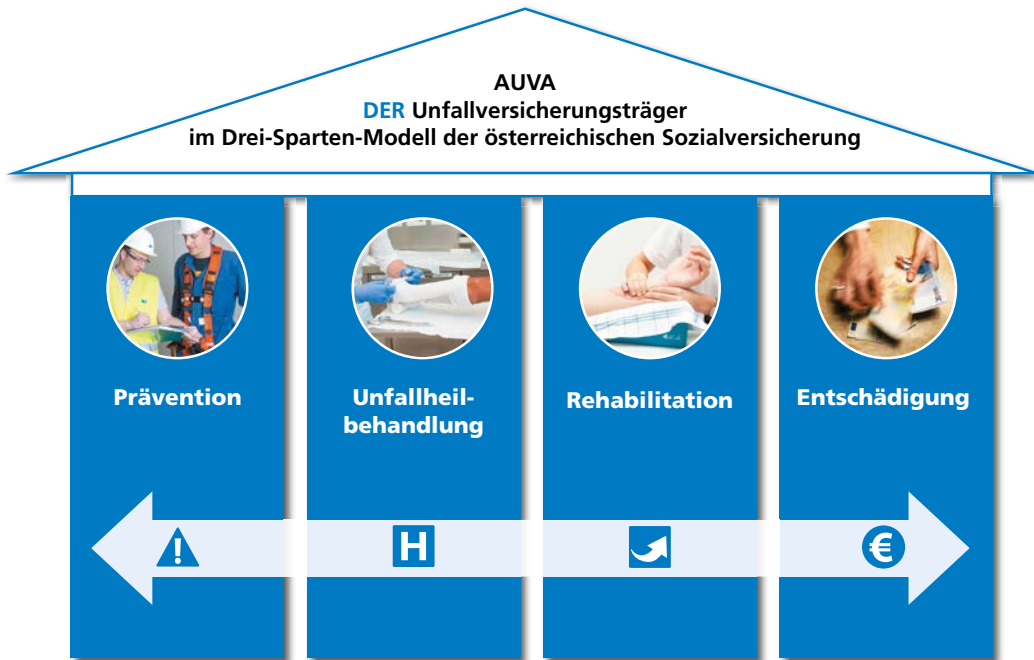 AUVA
DER Unfallversicherungsträger
im Drei-Sparten-Modell der österreichischen Sozialversicherung
Prävention
Unfallheil-
behandlung
Rehabilitation
Entschädigung
H
€